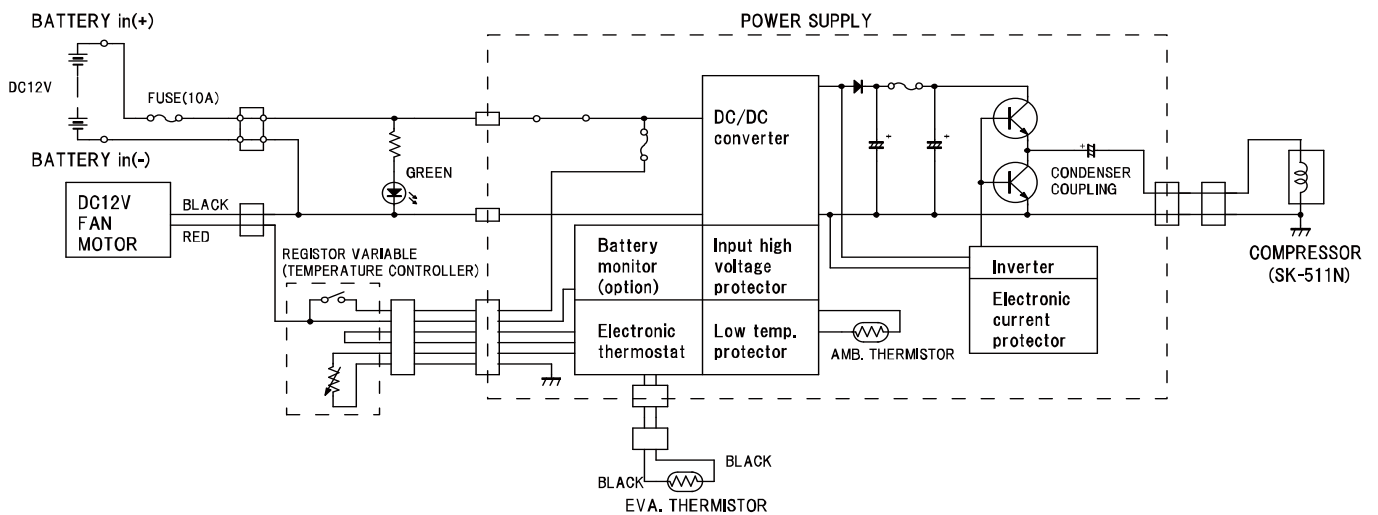 BATTERY in(+)
POWER SUPPLY
DC12V
FUSE(10A)
BATTERY in(-)
GREEN
DC/DC
converter
+
+
+
CONDENSER
COUPLING
DC12V
FAN
MOTOR
BLACK
RED
REGISTOR VARIABLE
(TEMPERATURE CONTROLLER)
Battery
monitor
(option)
Input high
voltage
protector
Electronic
thermostat
Low temp.
protector
AMB. THERMISTOR
Inverter
Electronic
current
protector
COMPRESSOR
(SK-511N)
BLACK
BLACK
EVA. THERMISTOR